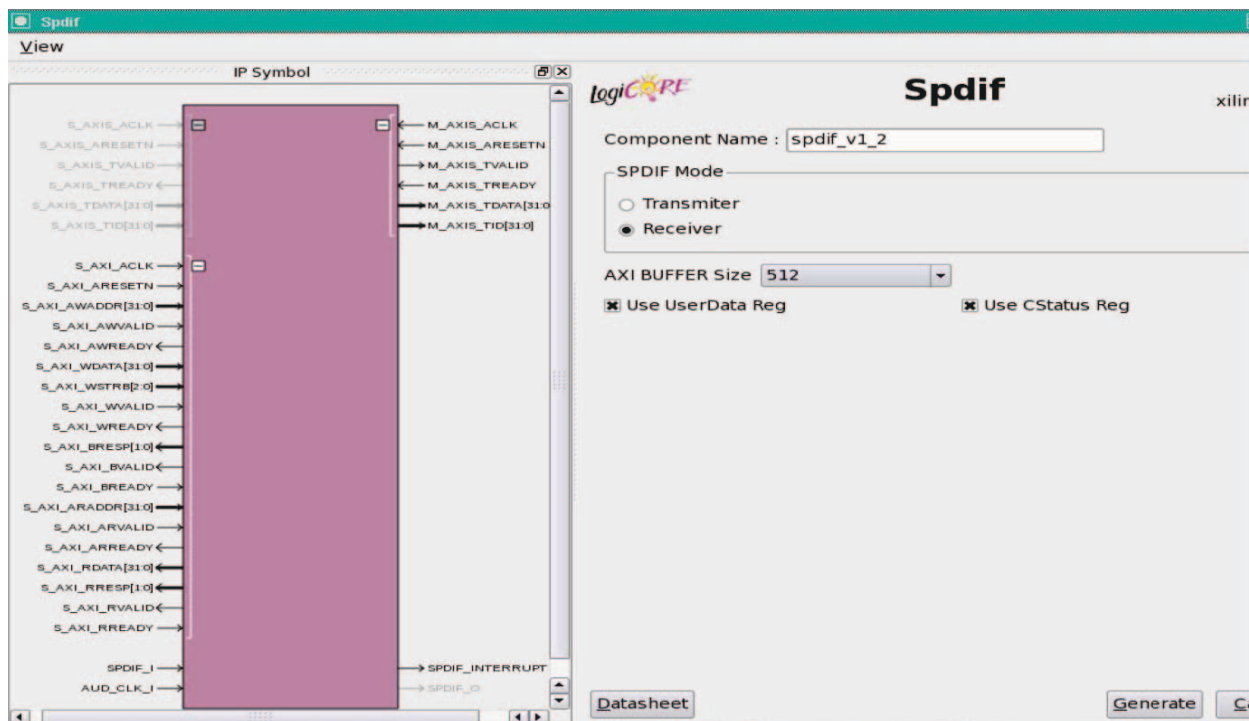 Spdif
View
IP Symbol
S_AXIS_ACLK
S_AXIS_ARESETN
S_AXIS_TVALID
S_AXIS_TREADY
S_AXIS_TDATA[31:0]
S_AXIS_TID[31:0]
M_AXIS_ACLK
M_AXIS_ARESETN
M_AXIS_TVALID
M_AXIS_TREADY
M_AXIS_TDATA[31:0
M_AXIS_TID[31:0]
S_AXI_ACLK
S_AXI_ARESETN
S_AXI_AWADDR[31:0]
S_AXI_AWVALID
S_AXI_AWREADY
S_AXI_WDATA[31:0]
S_AXI_WSTRB[2:0]
S_AXI_WVALID
S_AXI_WREADY
S_AXI_BRESP[1:0]
S_AXI_BVALID
S_AXI_BREADY
S_AXI_ARADDR[31:0]
S_AXI_ARVALID
S_AXI_ARREADY
S_AXI_RDATA[31:0]
S_AXI_RRESP[1:0]
S_AXI_RVALID
S_AXI_RREADY
SPDIF_I
AUD_CLK_I
SPDIF_INTERRUPT
SPDIF_O
LogiCORE
Spdif
xilin
Component Name : spdif_v1_2
SPDIF Mode
Transmiter
Receiver
AXI BUFFER Size 512
Use UserData Reg Use CStatus Reg
Datasheet Generate